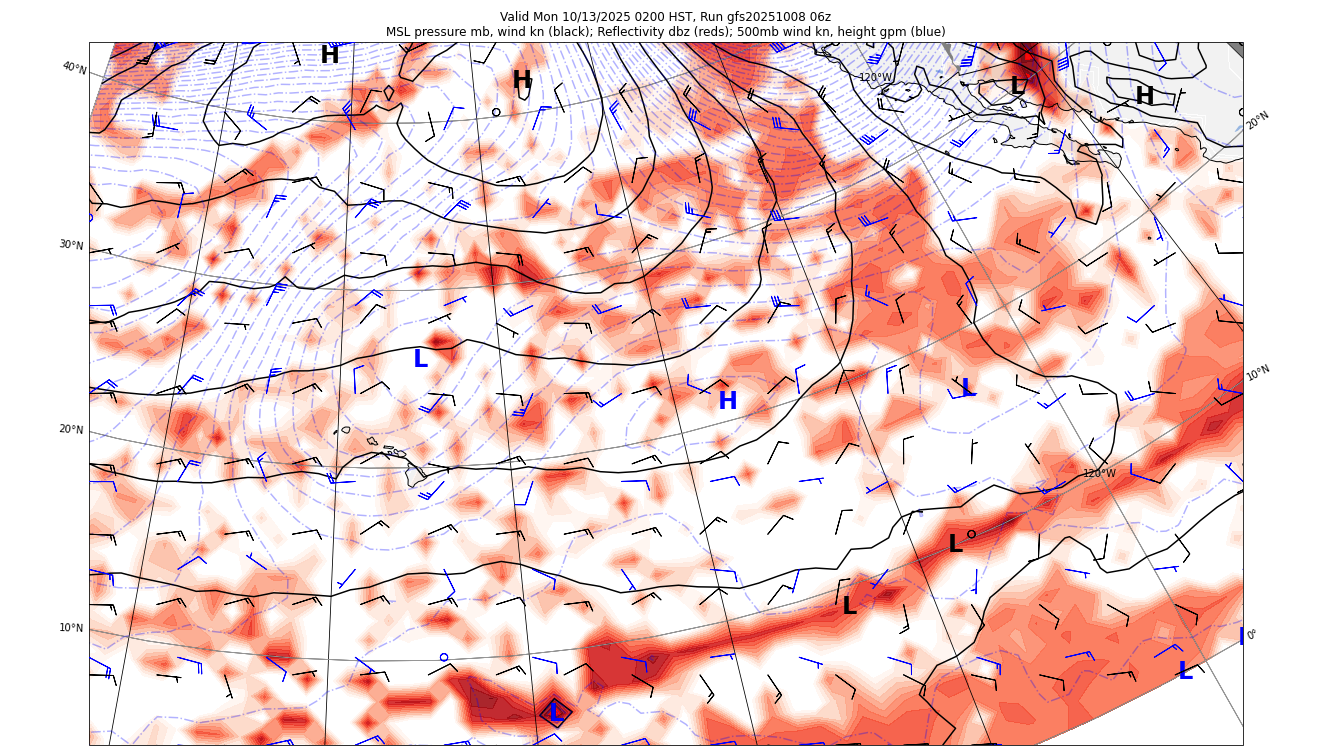 Valid Mon 10/13/2025 0200 HST, Run gfs20251008 06z
MSL pressure mb, wind kn (black); Reflectivity dbz (reds); 500mb wind kn, height gpm (blue)
H
H
L
H
40°N
120°W
20°N
30°N
L
H
L
10°N
20°N
120°W
L
L
10°N
0°
L
L